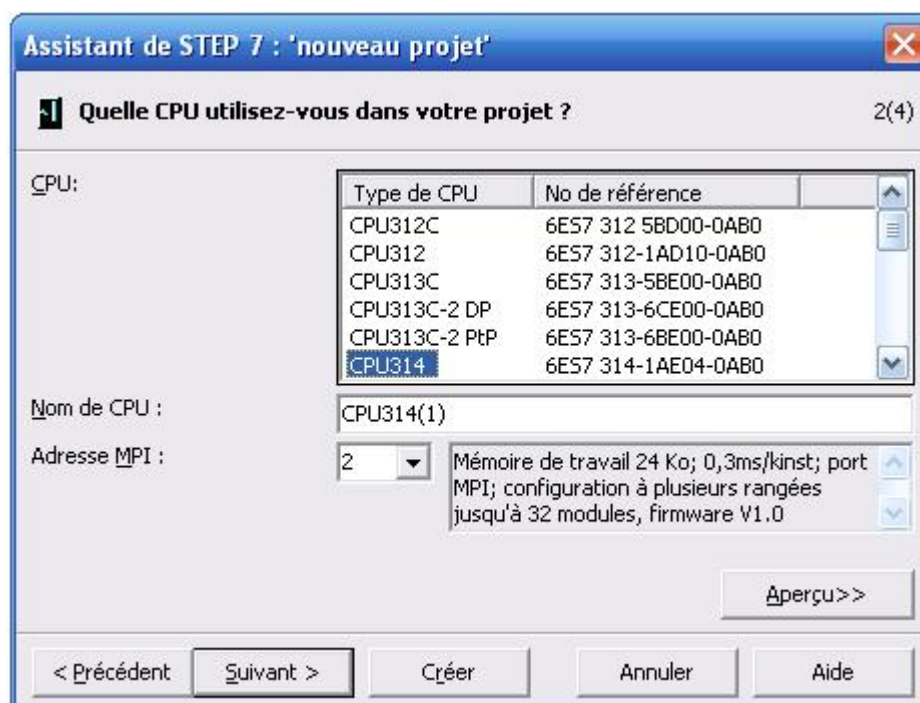 Assistant de STEP 7 : 'nouveau projet'
Quelle CPU utilisez-vous dans votre projet ? 2(4)
CPU:
Type de CPU No de référence
CPU312C 6ES7 312 5BD00-0AB0
CPU312 6ES7 312-1AD10-0AB0
CPU313C 6ES7 313-5BE00-0AB0
CPU313C-2 DP 6ES7 313-6CE00-0AB0
CPU313C-2 PtP 6ES7 313-6BE00-0AB0
CPU314 6ES7 314-1AE04-0AB0
Nom de CPU : CPU314(1)
Adresse MPI : 2
Mémoire de travail 24 Ko; 0,3ms/kinst; port
MPI; configuration à plusieurs rangées
jusqu'à 32 modules, firmware V1.0
Aperçu>>
< Précédent Suivant > Créer Annuler Aide